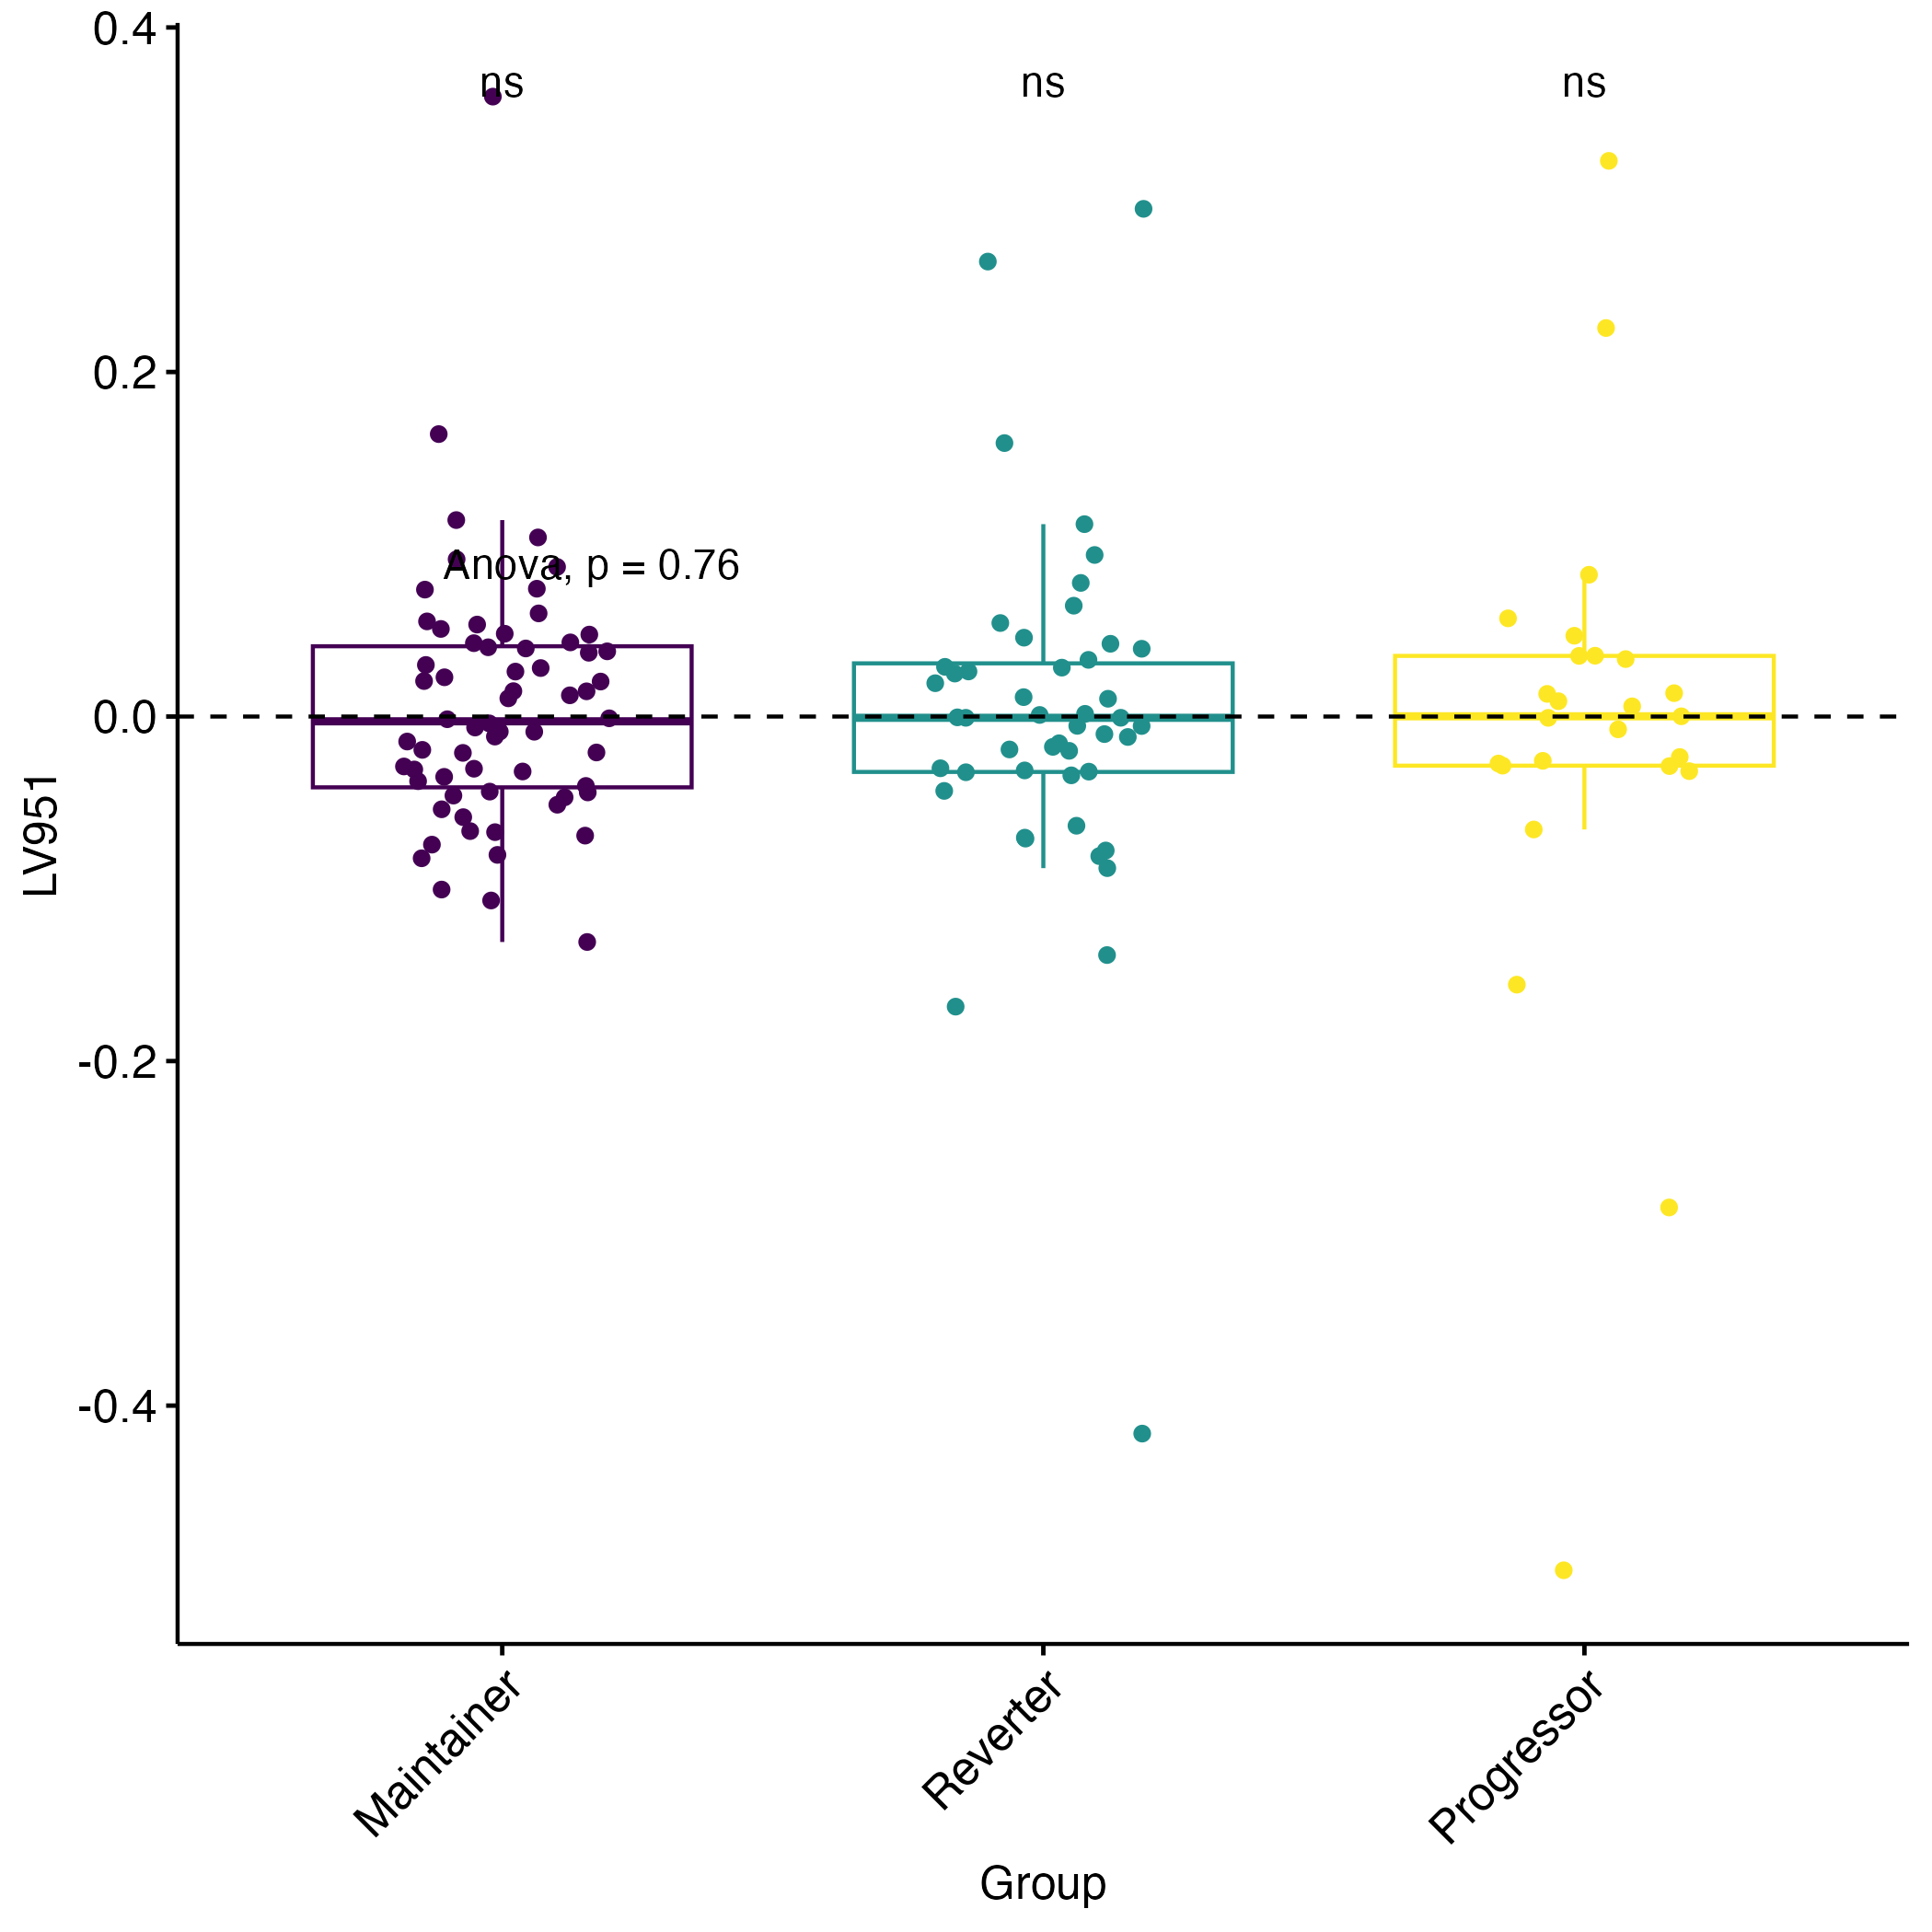 0.4
ns
ns
ns
0.2
Anova, p = 0.76
0.0
LV951
-0.2
-0.4
Maintainer
Reverter
Progressor
Group